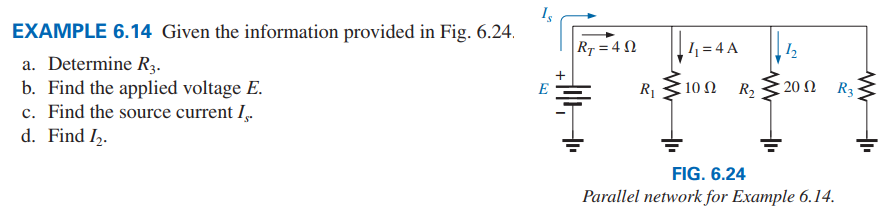 EXAMPLE 6.14 Given the information provided in Fig. 6.24.
a. Determine R3.
b. Find the applied voltage E.
c. Find the source current Is.
d. Find I2.
Is
RT = 4 Ω
I1 = 4 A
I2
+
E
R1
10 Ω
R2
20 Ω
R3
–
FIG. 6.24
Parallel network for Example 6.14.